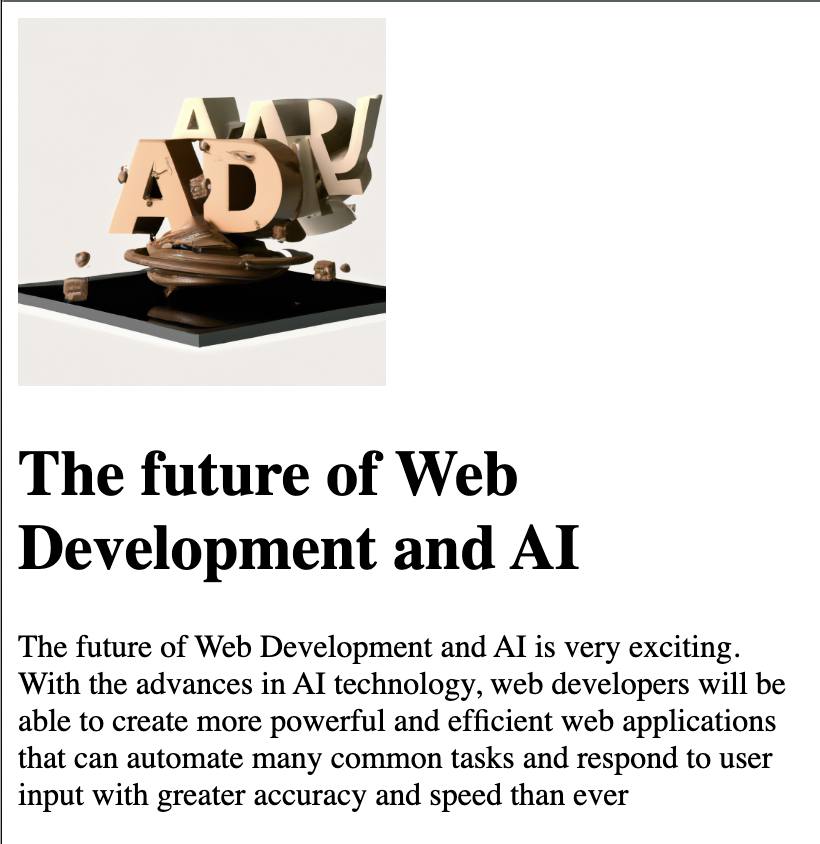 AARJ
AD
The future of Web
Development and AI
The future of Web Development and AI is very exciting.
With the advances in AI technology, web developers will be
able to create more powerful and efficient web applications
that can automate many common tasks and respond to user
input with greater accuracy and speed than ever